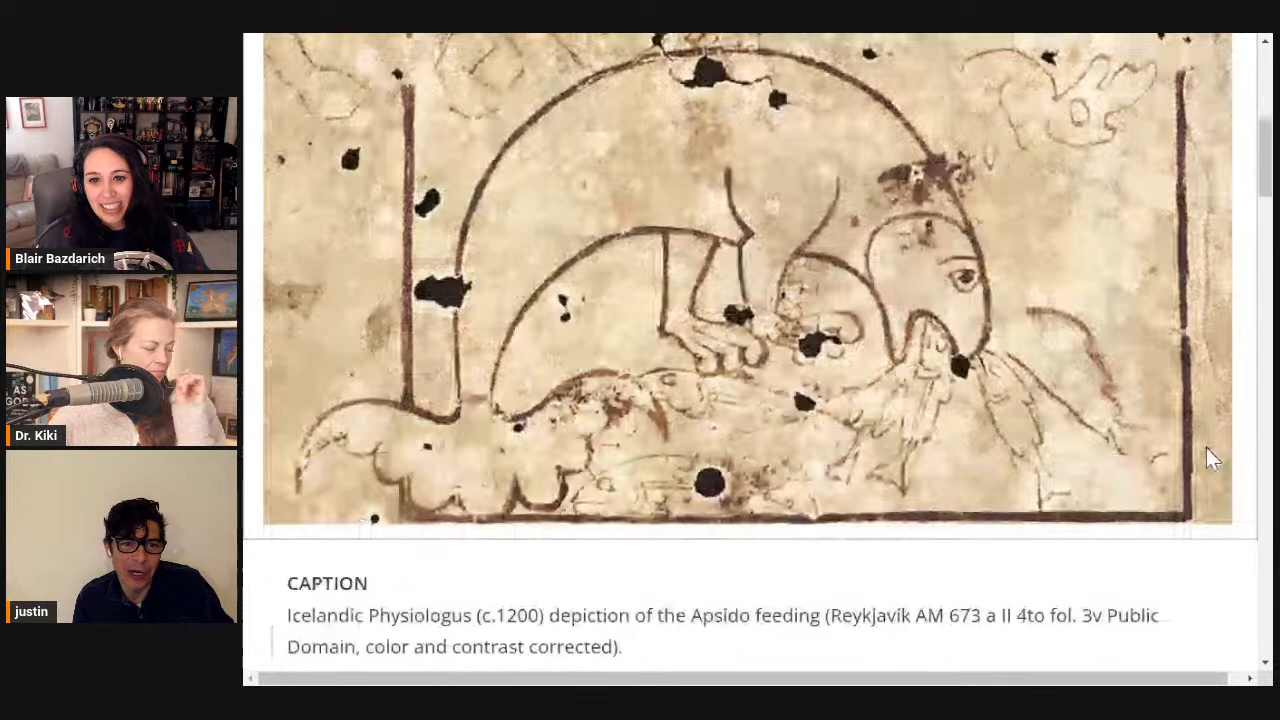 Blair Bazdarich
Dr. Kiki
justin
AS
CAPTION
Icelandic Physiologus (c.1200) depiction of the Apsido feeding (Reykjavík AM 673 a II 4to fol. 3v Public
Domain, color and contrast corrected).